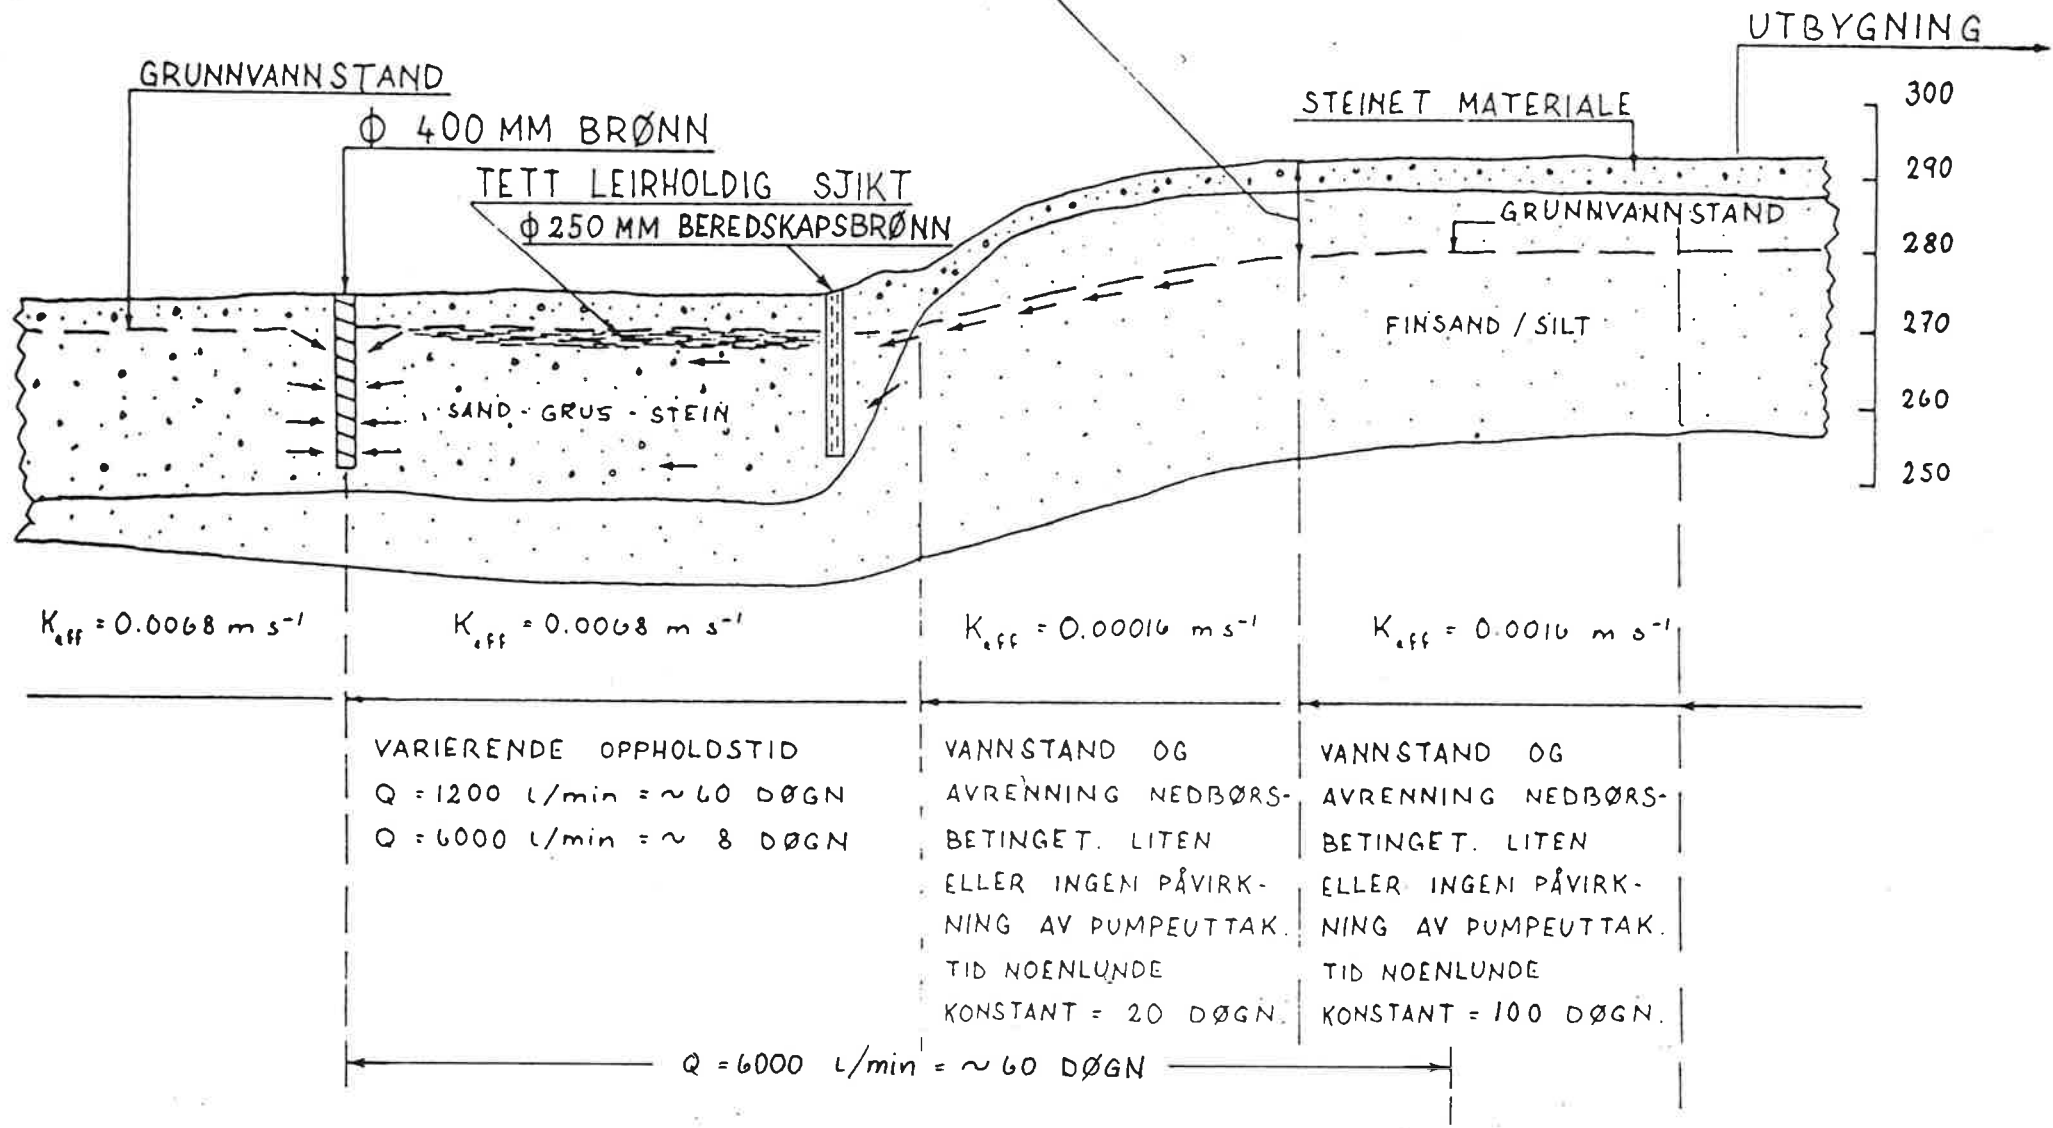 UTBYGNING
GRUNNVANNSTAND
300
STEINET MATERIALE
φ 400 MM BRØNN
290
TETT LEIRHOLDIG SJIKT
GRUNNVANNSTAND
φ 250 MM BEREDSKAPSBRØNN
280
270
FINSAND / SILT
260
SAND - GRUS - STEIN
250
Keff = 0.0068 m s-1
Keff = 0.0068 m s-1
Keff = 0.00016 m s-1
Keff = 0.0016 m s-1
VARIERENDE OPPHOLDSTID
Q = 1200 l/min = ~ 60 DØGN
Q = 6000 l/min = ~ 8 DØGN
VANNSTAND OG
AVRENNING NEDBØRS-
BETINGET. LITEN
ELLER INGEN PÅVIRK-
NING AV PUMPEUTTAK.
TID NOENLUNDE
KONSTANT = 20 DØGN.
VANNSTAND OG
AVRENNING NEDBØRS-
BETINGET. LITEN
ELLER INGEN PÅVIRK-
NING AV PUMPEUTTAK.
TID NOENLUNDE
KONSTANT = 100 DØGN.
Q = 6000 l/min = ~ 60 DØGN